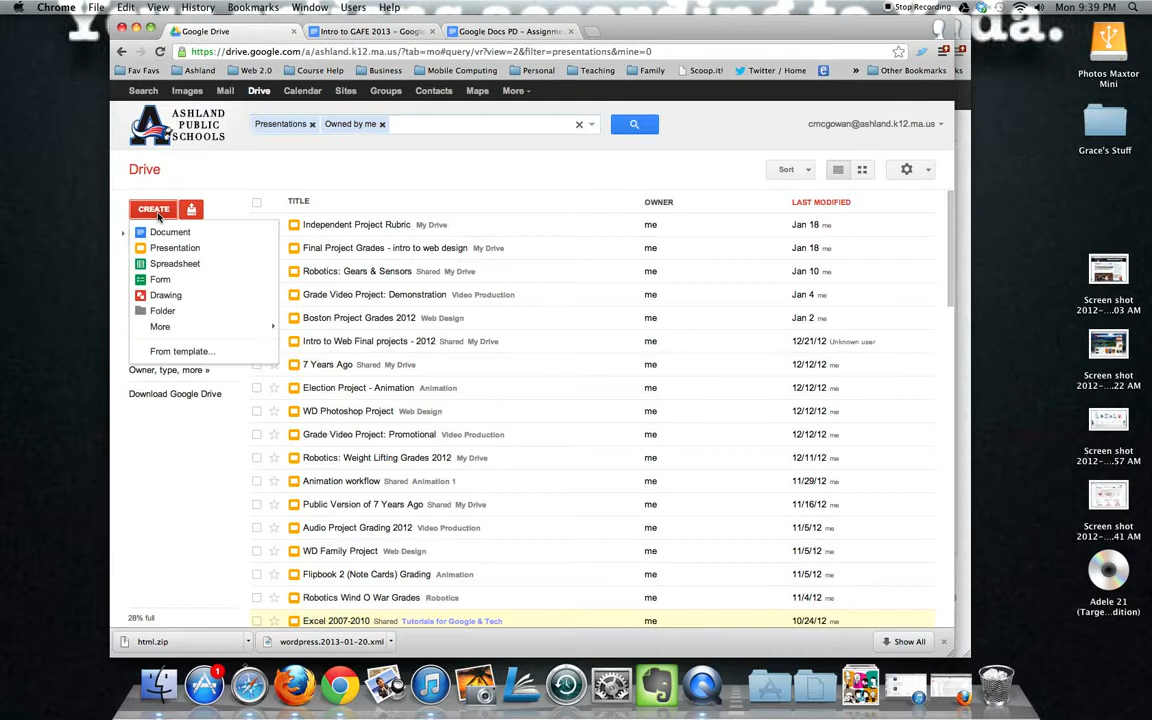 Chrome File Edit View History Bookmarks Window Users Help
Stop Recording Mon 9:39 PM
Google Drive
Intro to GAFE 2013 – Google
Google Docs PD – Assignme
https://drive.google.com/a/ashland.k12.ma.us/?tab=mo#query/vr?view=2&filter=presentations&mine=0
Fav Favs Ashland Web 2.0 Course Help Business Mobile Computing Personal Teaching Family Scoop.it! Twitter / Home » Other Bookmarks
Search Images Mail Drive Calendar Sites Groups Contacts Maps More
ASHLAND
PUBLIC
SCHOOLS
Presentations Owned by me
cmcgowan@ashland.k12.ma.us
Drive
Sort
CREATE
TITLE OWNER LAST MODIFIED
Document
Presentation
Spreadsheet
Form
Drawing
Folder
More
From template...
Owner, type, more »
Download Google Drive
Independent Project Rubric My Drive me Jan 18 me
Final Project Grades - intro to web design My Drive me Jan 18 me
Robotics: Gears & Sensors Shared My Drive me Jan 10 me
Grade Video Project: Demonstration Video Production me Jan 4 me
Boston Project Grades 2012 Web Design me Jan 2 me
Intro to Web Final projects - 2012 Shared My Drive me 12/21/12 Unknown user
7 Years Ago Shared My Drive me 12/12/12 me
Election Project - Animation Animation me 12/12/12 me
WD Photoshop Project Web Design me 12/12/12 me
Grade Video Project: Promotional Video Production me 12/12/12 me
Robotics: Weight Lifting Grades 2012 My Drive me 12/11/12 me
Animation workflow Shared Animation 1 me 11/29/12 me
Public Version of 7 Years Ago Shared My Drive me 11/16/12 me
Audio Project Grading 2012 Video Production me 11/5/12 me
WD Family Project Web Design me 11/5/12 me
Flipbook 2 (Note Cards) Grading Animation me 11/5/12 me
Robotics Wind O War Grades Robotics me 11/4/12 me
Excel 2007-2010 Shared Tutorials for Google & Tech me 10/24/12 me
28% full
html.zip
wordpress.2013-01-20.xml
Show All
Photos Maxtor
Mini
Grace's Stuff
Screen shot
2012-....03 AM
Screen shot
2012-....22 AM
Screen shot
2012-....57 AM
Screen shot
2012-....41 AM
Adele 21
(Targe...dition)
1